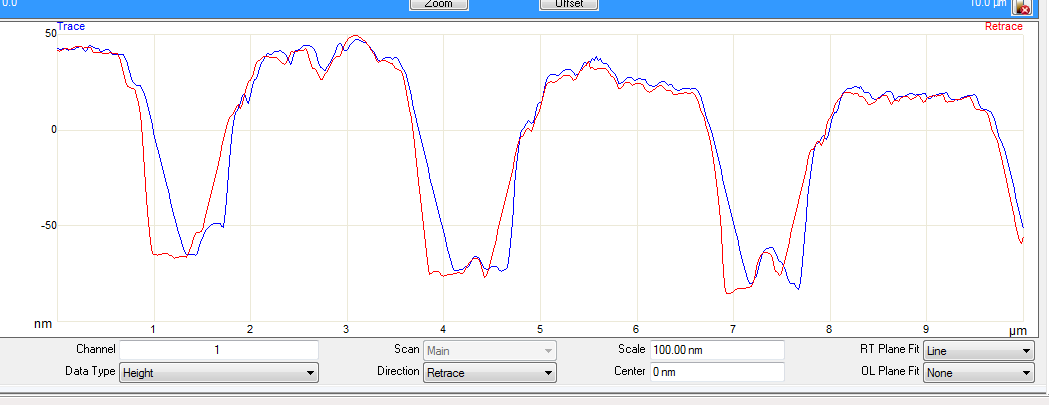 0.0 Zoom Offset 10.0 µm
Trace Retrace
50
0
-50
nm 1 2 3 4 5 6 7 8 9 µm
Channel 1 Scan Main Scale 100.00 nm RT Plane Fit Line
Data Type Height Direction Retrace Center 0 nm OL Plane Fit None